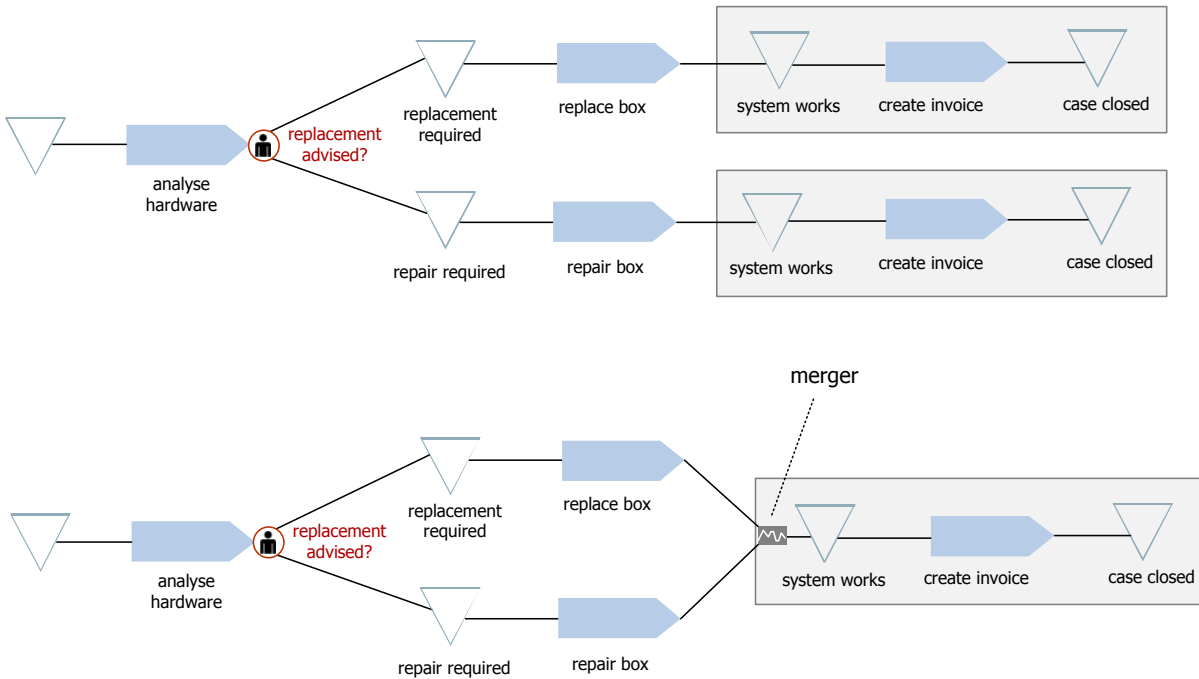 replacement
required
replace box
system works
create invoice
case closed
replacement
advised?
analyse
hardware
repair required
repair box
system works
create invoice
case closed
merger
replacement
required
replace box
replacement
advised?
analyse
hardware
system works
create invoice
case closed
repair required
repair box